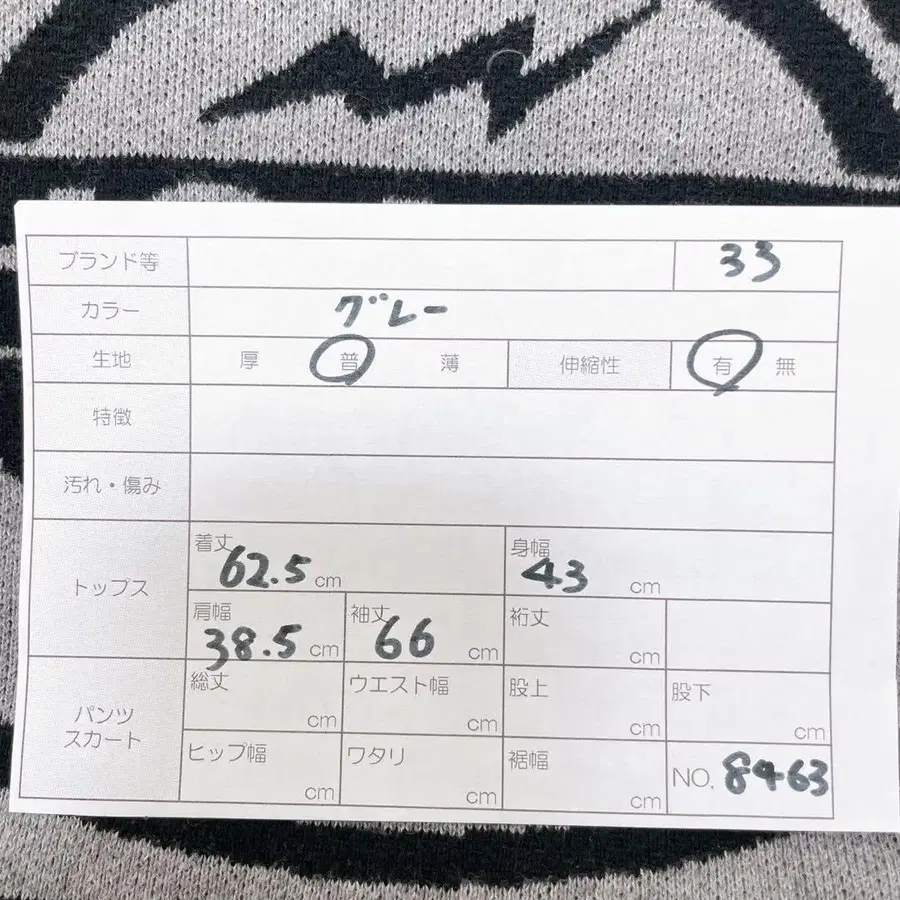 ブランド等 33
カラー グレー
生地 厚 普 薄 伸縮性 有 無
特徴
汚れ・傷み
トップス
着丈 62.5 cm 身幅 43 cm
肩幅 38.5 cm 袖丈 66 cm 裄丈 cm
パンツ
スカート
総丈 cm ウエスト幅 cm 股上 cm 股下 cm
ヒップ幅 cm ワタリ cm 裾幅 cm NO. 8463